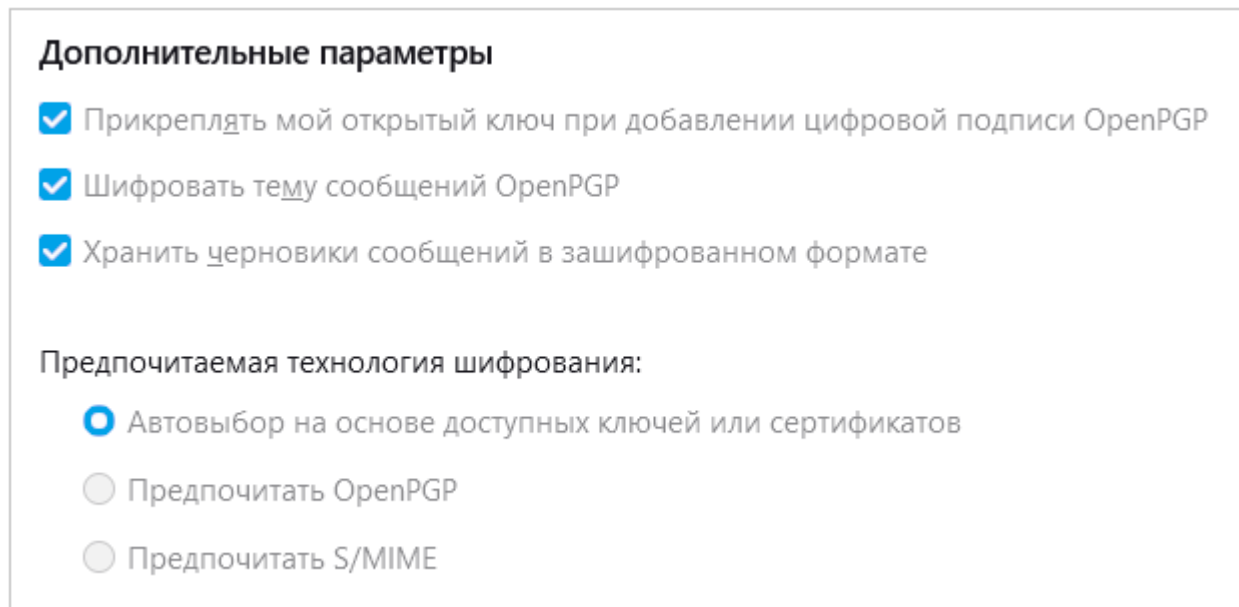 Дополнительные параметры
Прикреплять мой открытый ключ при добавлении цифровой подписи OpenPGP
Шифровать тему сообщений OpenPGP
Хранить черновики сообщений в зашифрованном формате
Предпочитаемая технология шифрования:
Автовыбор на основе доступных ключей или сертификатов
Предпочитать OpenPGP
Предпочитать S/MIME